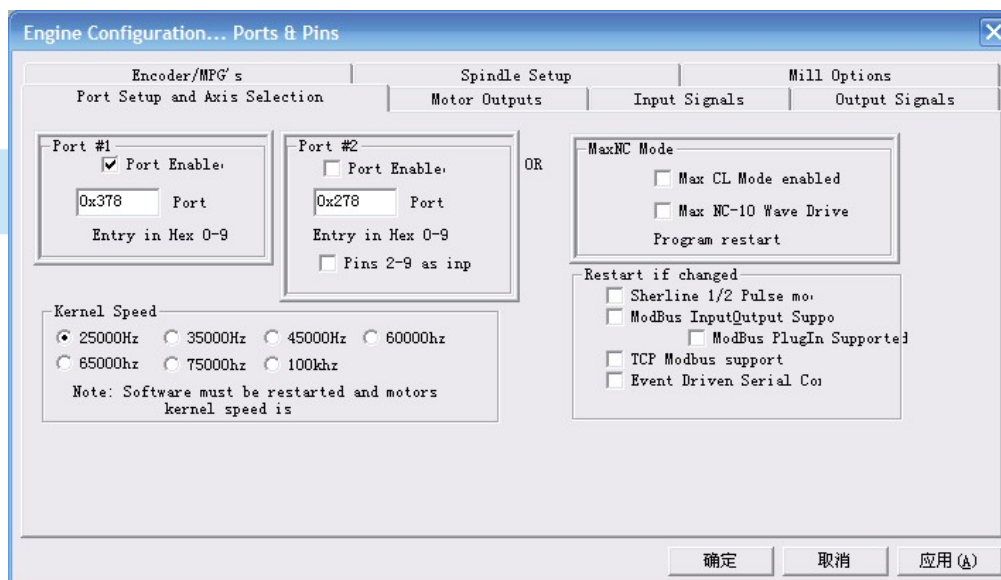 Engine Configuration... Ports & Pins
Encoder/MPG's
Spindle Setup
Mill Options
Port Setup and Axis Selection
Motor Outputs
Input Signals
Output Signals
Port #1
Port Enable
0x378 Port
Entry in Hex 0-9
Port #2
Port Enable
0x278 Port
Entry in Hex 0-9
Pins 2-9 as inp
OR
MaxNC Mode
Max CL Mode enabled
Max NC-10 Wave Drive
Program restart
Restart if changed
Sherline 1/2 Pulse mo
ModBus InputOutput Suppo
ModBus PlugIn Supported
TCP Modbus support
Event Driven Serial Co
Kernel Speed
25000Hz 35000Hz 45000Hz 60000hz
65000hz 75000hz 100khz
Note: Software must be restarted and motors
kernel speed is
确定
取消
应用(A)